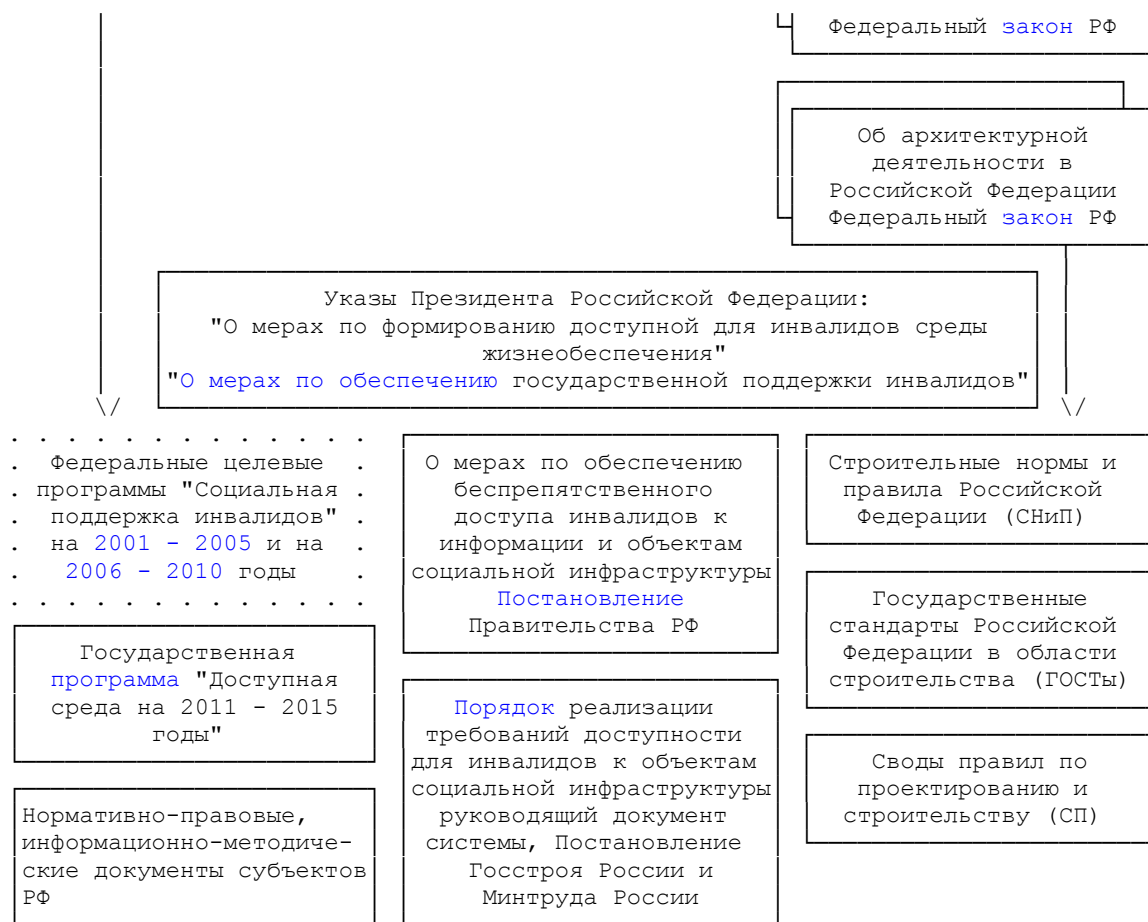 Федеральный закон РФ
Об архитектурной
деятельности в
Российской Федерации
Федеральный закон РФ
Указы Президента Российской Федерации:
"О мерах по формированию доступной для инвалидов среды
жизнеобеспечения"
"О мерах по обеспечению государственной поддержки инвалидов"
Федеральные целевые
программы "Социальная
поддержка инвалидов"
на 2001 - 2005 и на
2006 - 2010 годы
Государственная
программа "Доступная
среда на 2011 - 2015
годы"
Нормативно-правовые,
информационно-методиче-
ские документы субъектов
РФ
О мерах по обеспечению
беспрепятственного
доступа инвалидов к
информации и объектам
социальной инфраструктуры
Постановление
Правительства РФ
Порядок реализации
требований доступности
для инвалидов к объектам
социальной инфраструктуры
руководящий документ
системы, Постановление
Госстроя России и
Минтруда России
Строительные нормы и
правила Российской
Федерации (СНиП)
Государственные
стандарты Российской
Федерации в области
строительства (ГОСТы)
Своды правил по
проектированию и
строительству (СП)